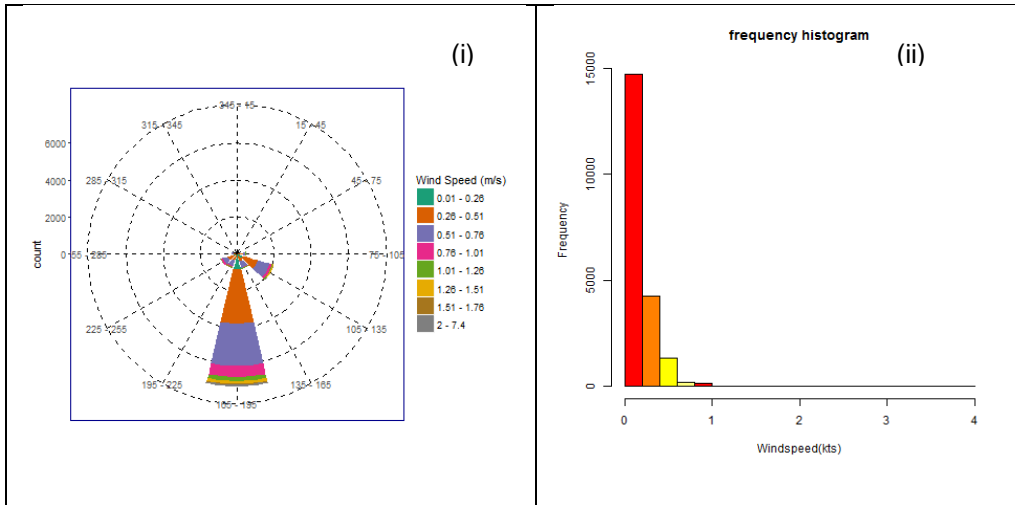 (i)
345 - 15
315 - 345
15 - 45
6000
285 - 315
45 - 75
4000
2000
0
55 - 285
75 - 105
225 - 255
105 - 135
195 - 225
135 - 165
165 - 195
count
Wind Speed (m/s)
0.01 - 0.26
0.26 - 0.51
0.51 - 0.76
0.76 - 1.01
1.01 - 1.26
1.26 - 1.51
1.51 - 1.76
2 - 7.4
frequency histogram
(ii)
15000
10000
5000
0
Frequency
0 1 2 3 4
Windspeed(kts)